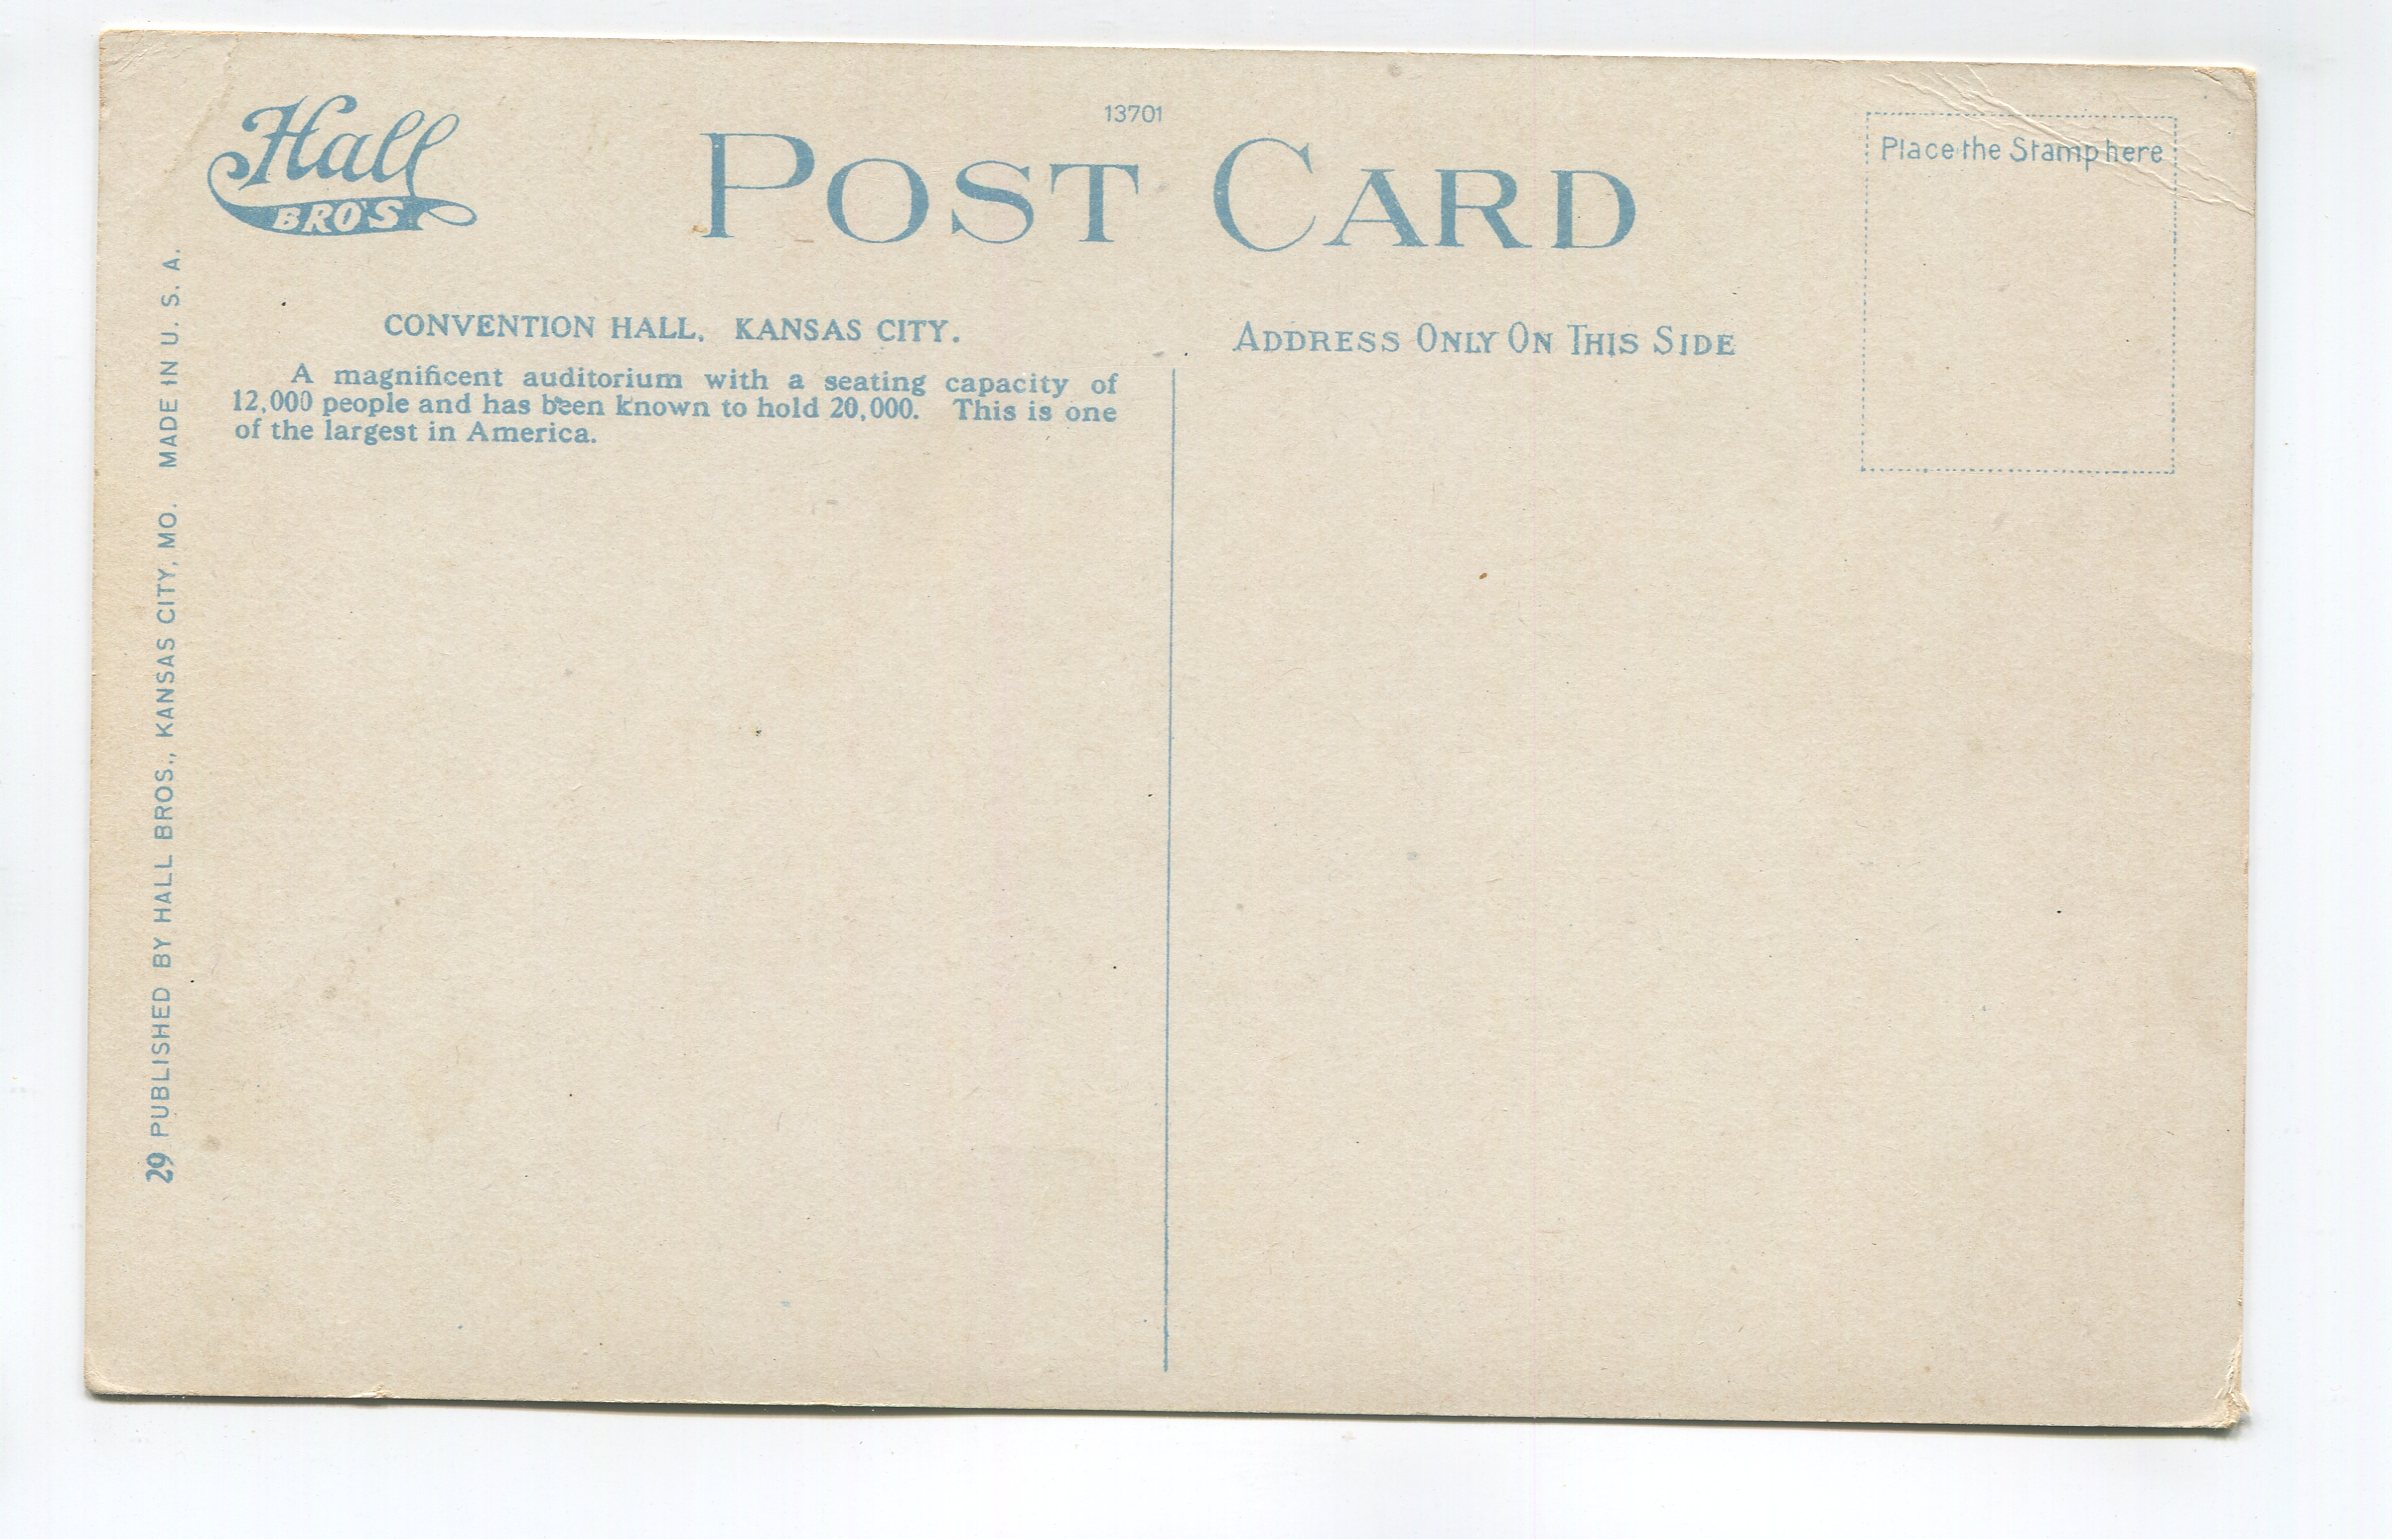 Hall
BRO'S
13701
POST CARD
Place the Stamp here
CONVENTION HALL, KANSAS CITY.
A magnificent auditorium with a seating capacity of
12,000 people and has been known to hold 20,000. This is one
of the largest in America.
ADDRESS ONLY ON THIS SIDE
29 PUBLISHED BY HALL BROS., KANSAS CITY, MO. MADE IN U. S. A.